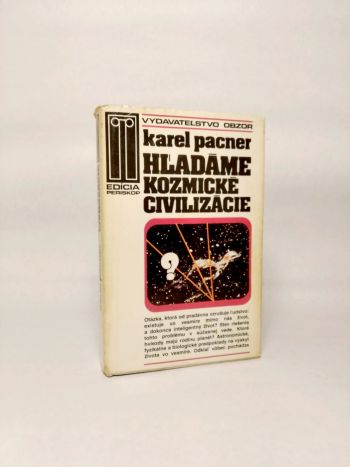 VYDAVATEĽSTVO OBZOR
karel pacner
HĽADÁME
KOZMICKÉ
CIVILIZÁCIE
EDÍCIA
PERISKOP
?
Otázka, ktorá od pradávna vzrušuje ľudstvo:
existuje vo vesmíre mimo nás život,
a dokonca inteligentný život? Stav riešenia
tohto problému v súčasnej vede. Ktoré
hviezdy majú rodinu planét? Astronomické,
fyzikálne a biologické predpoklady na výskyt
života vo vesmíre. Odkiaľ vôbec pochádza